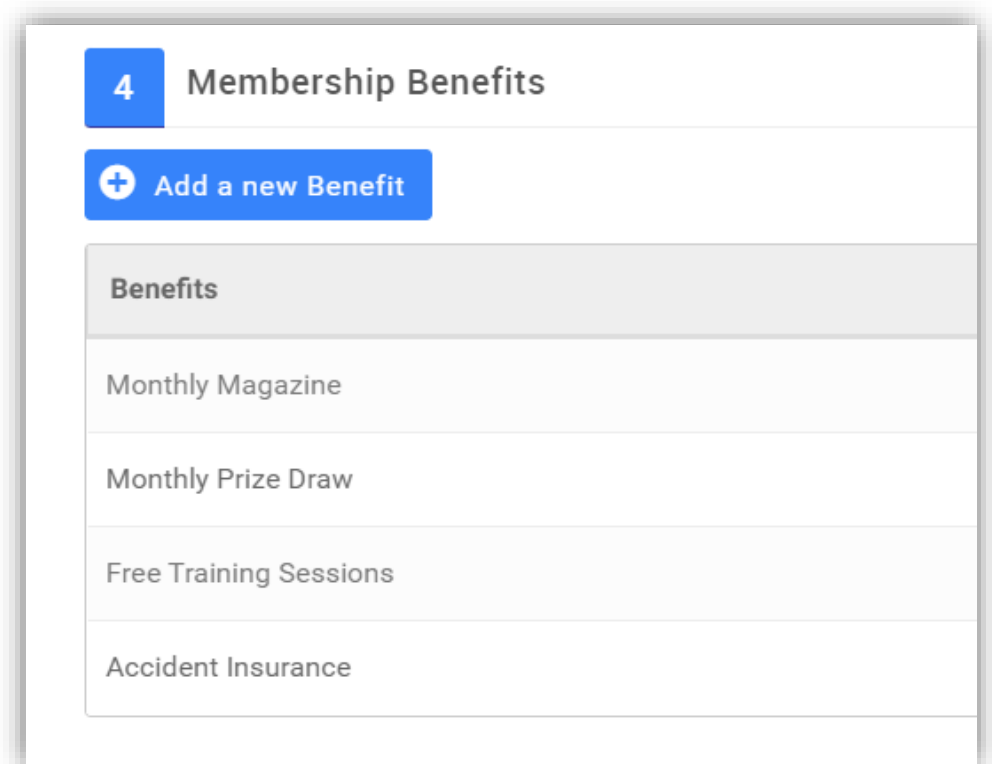 4 Membership Benefits
Add a new Benefit
Benefits
Monthly Magazine
Monthly Prize Draw
Free Training Sessions
Accident Insurance